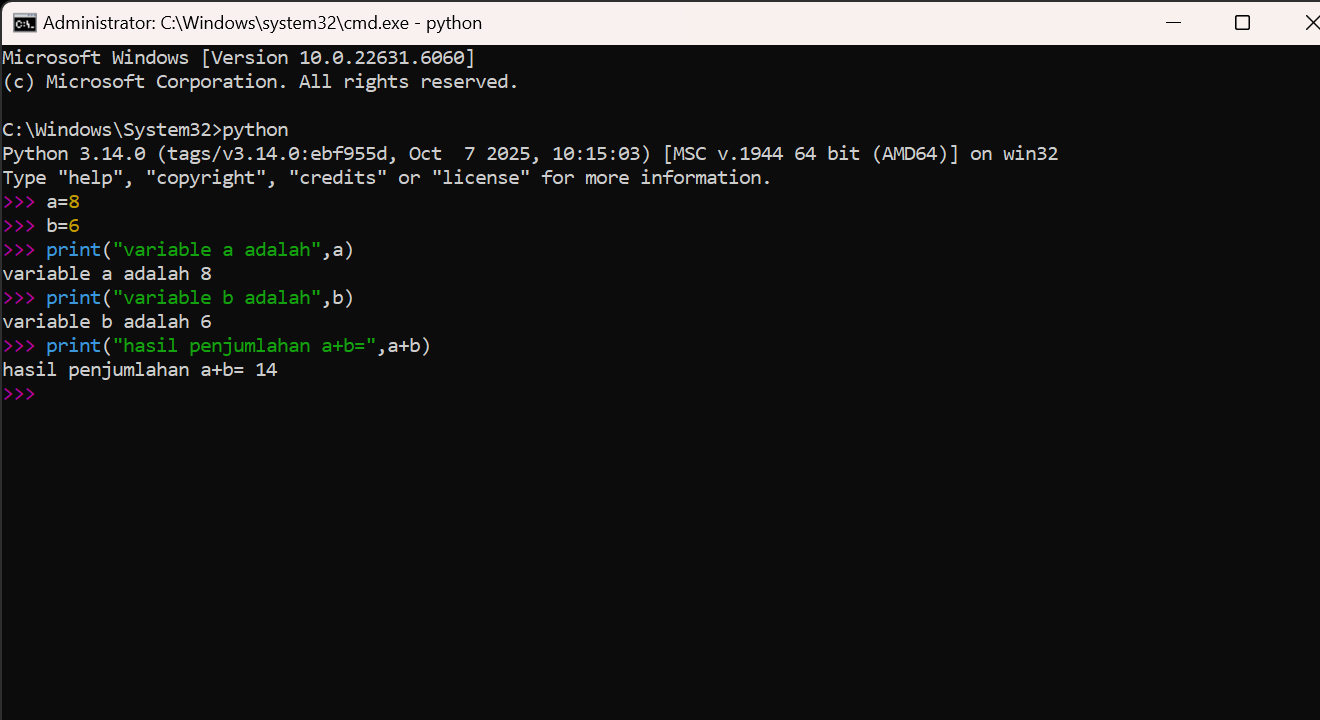 Administrator: C:\Windows\system32\cmd.exe - python
Microsoft Windows [Version 10.0.22631.6060]
(c) Microsoft Corporation. All rights reserved.
C:\Windows\System32>python
Python 3.14.0 (tags/v3.14.0:ebf955d, Oct  7 2025, 10:15:03) [MSC v.1944 64 bit (AMD64)] on win32
Type "help", "copyright", "credits" or "license" for more information.
>>> a=8
>>> b=6
>>> print("variable a adalah",a)
variable a adalah 8
>>> print("variable b adalah",b)
variable b adalah 6
>>> print("hasil penjumlahan a+b=",a+b)
hasil penjumlahan a+b= 14
>>>